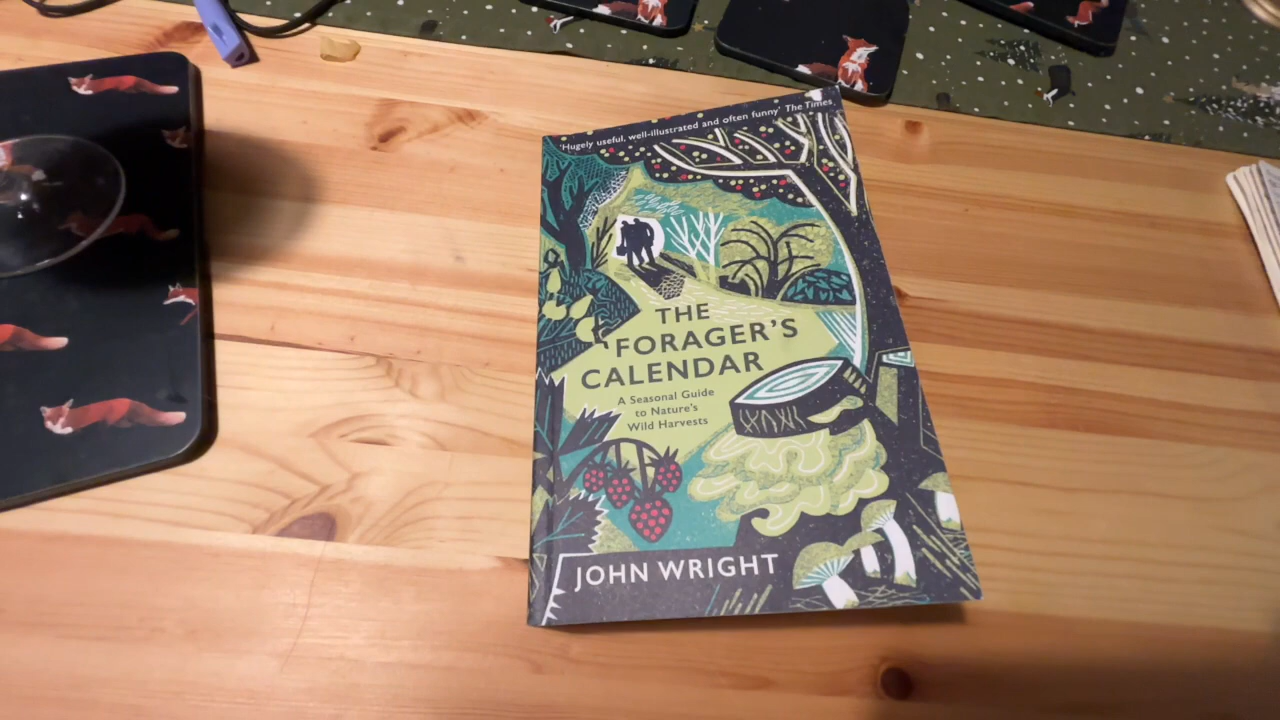 'Hugely useful, well-illustrated and often funny' The Times
THE
FORAGER'S
CALENDAR
A Seasonal Guide
to Nature's
Wild Harvests
JOHN WRIGHT